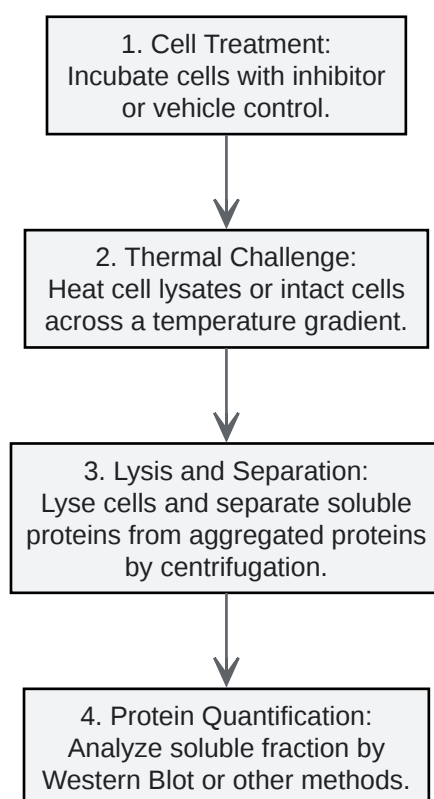 1. Cell Treatment:
Incubate cells with inhibitor
or vehicle control.
2. Thermal Challenge:
Heat cell lysates or intact cells
across a temperature gradient.
3. Lysis and Separation:
Lyse cells and separate soluble
proteins from aggregated proteins
by centrifugation.
4. Protein Quantification:
Analyze soluble fraction by
Western Blot or other methods.